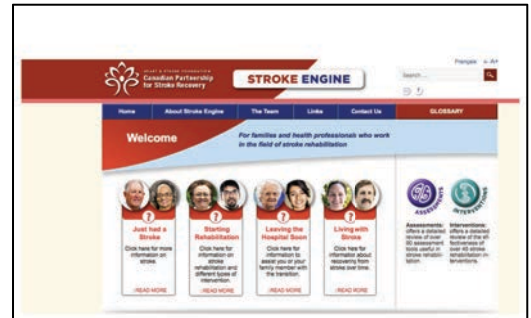 Français A- A+
HEART & STROKE FOUNDATION
Canadian Partnership
for Stroke Recovery
STROKE ENGINE
Search...
Home About Stroke Engine The Team Links Contact Us GLOSSARY
Welcome
For families and health professionals who work
in the field of stroke rehabilitation
ASSESSMENTS
INTERVENTIONS
Just had a
Stroke
Click here for more
information on
stroke.
READ MORE
Starting
Rehabilitation
Click here for
information on
stroke
rehabilitation and
different types of
intervention.
READ MORE
Leaving the
Hospital Soon
Click here for
information to
assist you or your
family member with
the transition.
READ MORE
Living with
Stroke
Click here for
information about
recovering from
stroke over time.
READ MORE
Assessments:
offers a detailed
review of over
80 assessment
tools useful in
stroke rehabili-
tation.
Interventions:
offers a detailed
review of the ef-
fectiveness of
over 40 stroke
rehabilitation in-
terventions.